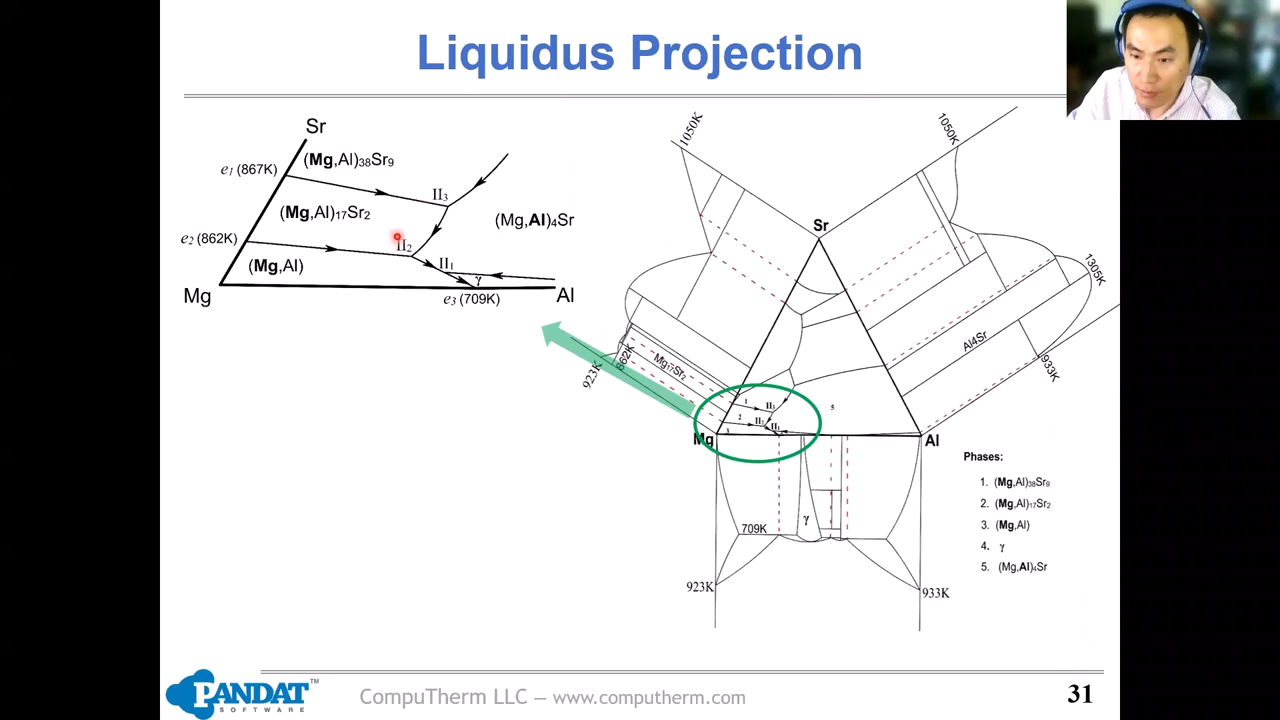 Liquidus Projection
Sr
e1 (867K)
(Mg,Al)38Sr9
II3
(Mg,Al)17Sr2
(Mg,Al)4Sr
e2 (862K)
II2
(Mg,Al)
II1
γ
Mg
e3 (709K)
Al
1050K
1050K
Sr
1305K
Al4Sr
933K
862K
923K
Mg17Sr2
1
II3
2
II2
II1
3
5
Mg
Al
γ
709K
923K
933K
Phases:
1. (Mg,Al)38Sr9
2. (Mg,Al)17Sr2
3. (Mg,Al)
4. γ
5. (Mg,Al)4Sr
PANDAT™
SOFTWARE
CompuTherm LLC – www.computherm.com
31